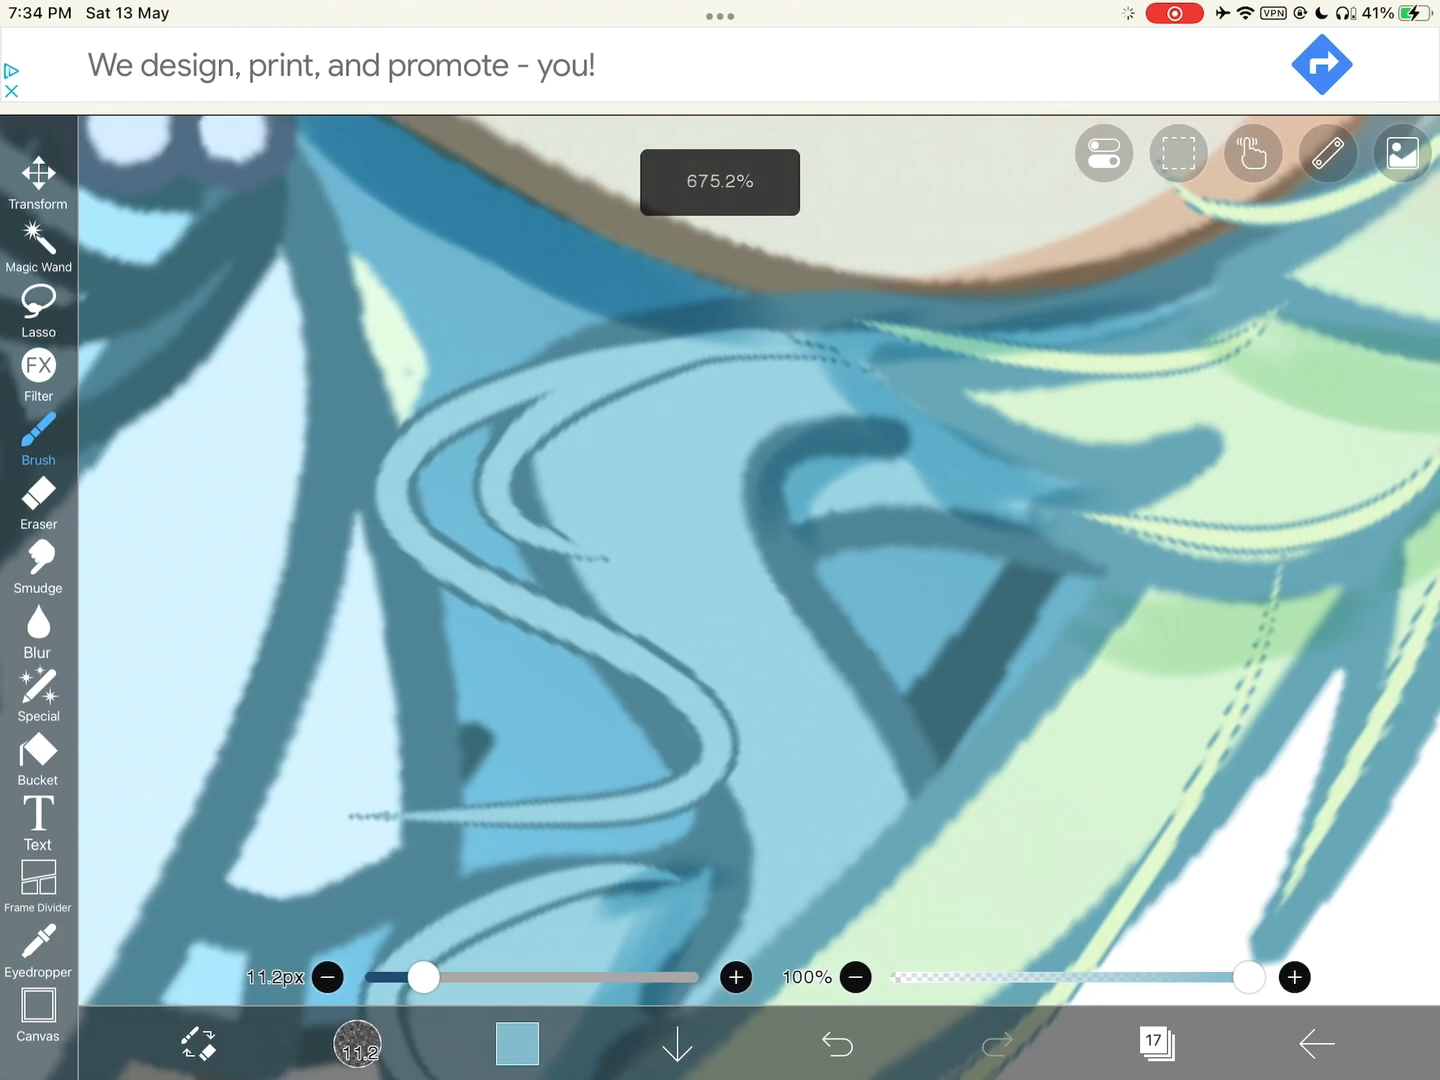 7:34 PM Sat 13 May
VPN
41%
We design, print, and promote - you!
675.2%
Transform
Magic Wand
Lasso
FX
Filter
Brush
Eraser
Smudge
Blur
Special
Bucket
T
Text
Frame Divider
Eyedropper
Canvas
11.2px
100%
11.2
17